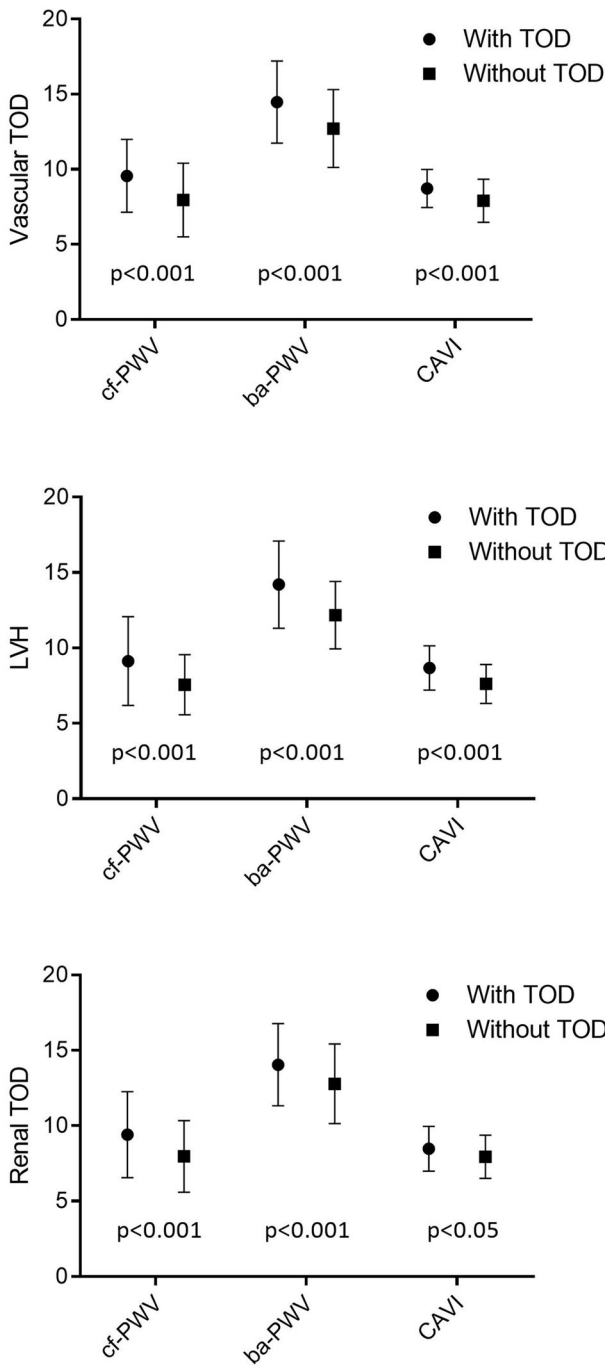 Vascular TOD
20
15
10
5
0
With TOD
Without TOD
p<0.001 p<0.001 p<0.001
cf-PWV ba-PWV CAVI
LVH
20
15
10
5
0
With TOD
Without TOD
p<0.001 p<0.001 p<0.001
cf-PWV ba-PWV CAVI
Renal TOD
20
15
10
5
0
With TOD
Without TOD
p<0.001 p<0.001 p<0.05
cf-PWV ba-PWV CAVI